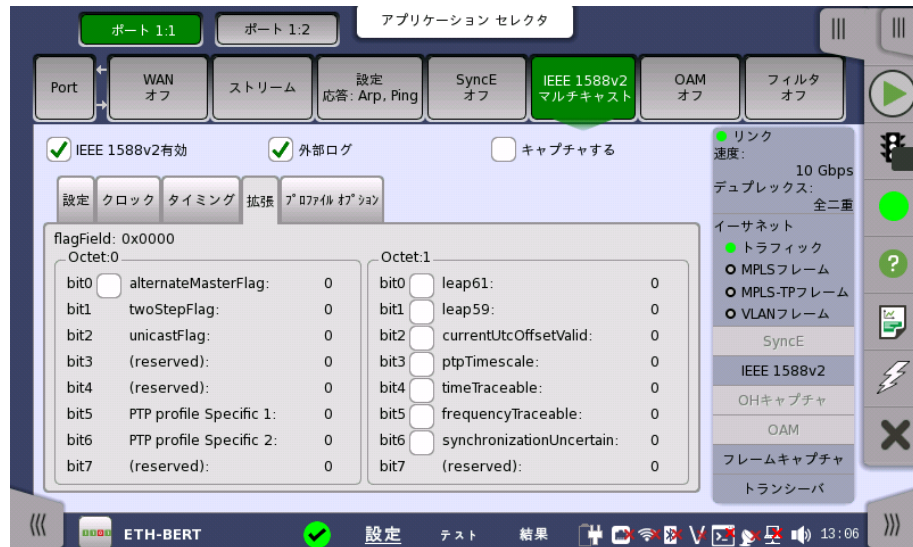 アプリケーション セレクタ
ポート 1:1
ポート 1:2
Port
WAN
オフ
ストリーム
設定
応答: Arp, Ping
SyncE
オフ
IEEE 1588v2
マルチキャスト
OAM
オフ
フィルタ
オフ
IEEE 1588v2有効
外部ログ
キャプチャする
設定
クロック
タイミング
拡張
ﾌﾟﾛﾌｧｲﾙ ｵﾌﾟｼｮﾝ
flagField: 0x0000
Octet:0
bit0 alternateMasterFlag: 0
bit1 twoStepFlag: 0
bit2 unicastFlag: 0
bit3 (reserved): 0
bit4 (reserved): 0
bit5 PTP profile Specific 1: 0
bit6 PTP profile Specific 2: 0
bit7 (reserved): 0
Octet:1
bit0 leap61: 0
bit1 leap59: 0
bit2 currentUtcOffsetValid: 0
bit3 ptpTimescale: 0
bit4 timeTraceable: 0
bit5 frequencyTraceable: 0
bit6 synchronizationUncertain: 0
bit7 (reserved): 0
リンク
速度:
10 Gbps
デュプレックス:
全二重
イーサネット
トラフィック
MPLSフレーム
MPLS-TPフレーム
VLANフレーム
SyncE
IEEE 1588v2
OHキャプチャ
OAM
フレームキャプチャ
トランシーバ
ETH-BERT
設定
テスト
結果
13:06